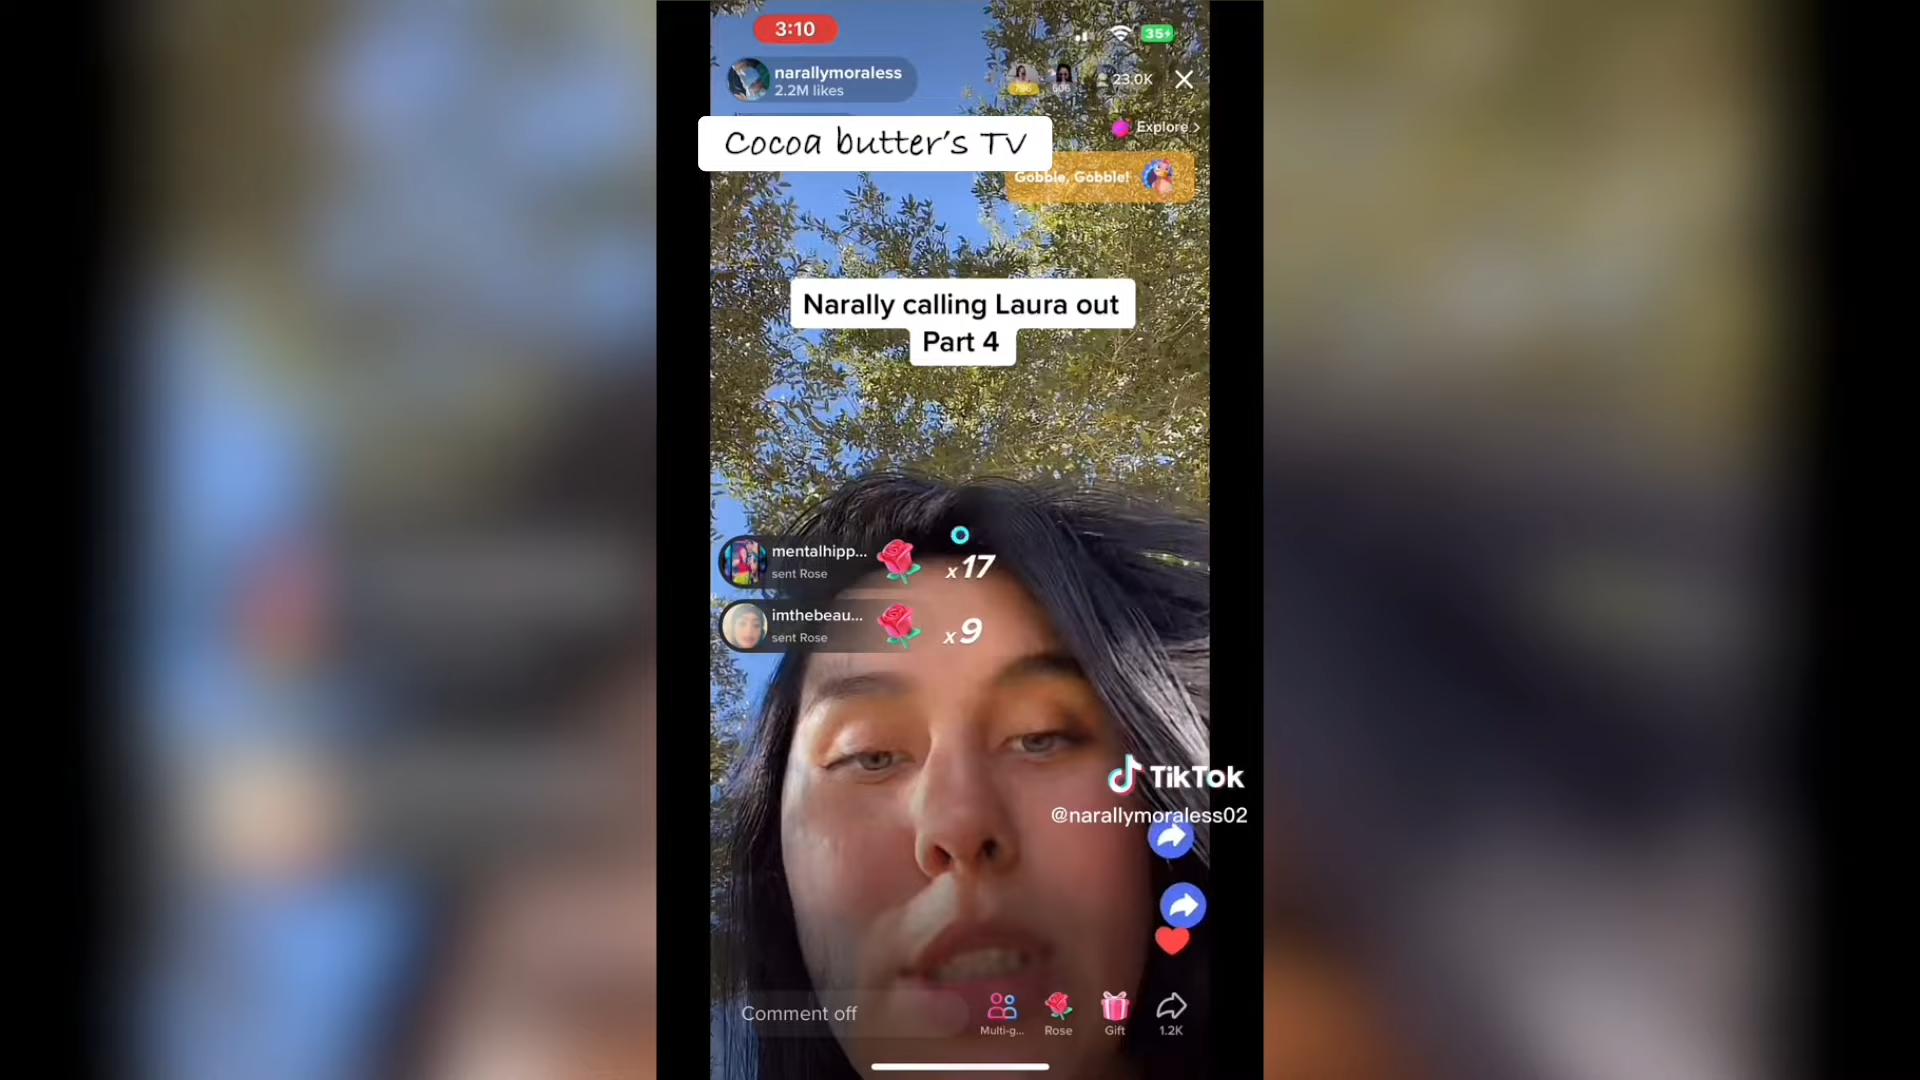 3:10
35
narallymoraless
2.2M likes
23.0K
Explore >
Cocoa butter's TV
Gobble, Gobble!
Narally calling Laura out
Part 4
mentalhipp...
sent Rose
x17
imthebeau...
sent Rose
x9
TikTok
@narallymoraless02
Comment off
Multi-g...
Rose
Gift
1.2K